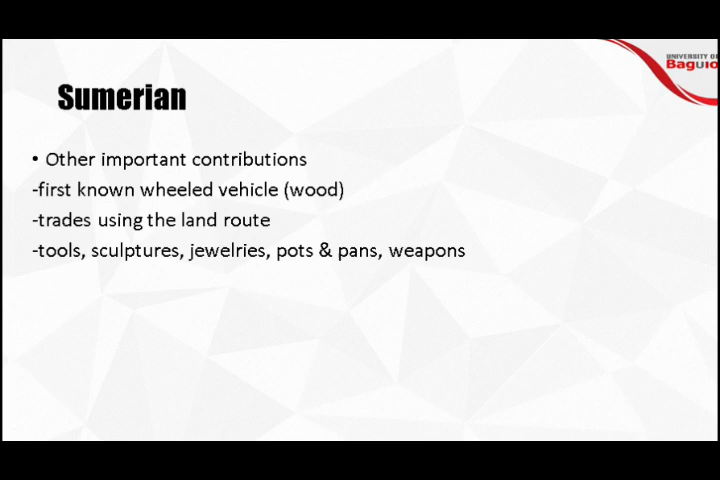 UNIVERSITY OF
Baguio
Sumerian
• Other important contributions
-first known wheeled vehicle (wood)
-trades using the land route
-tools, sculptures, jewelries, pots & pans, weapons